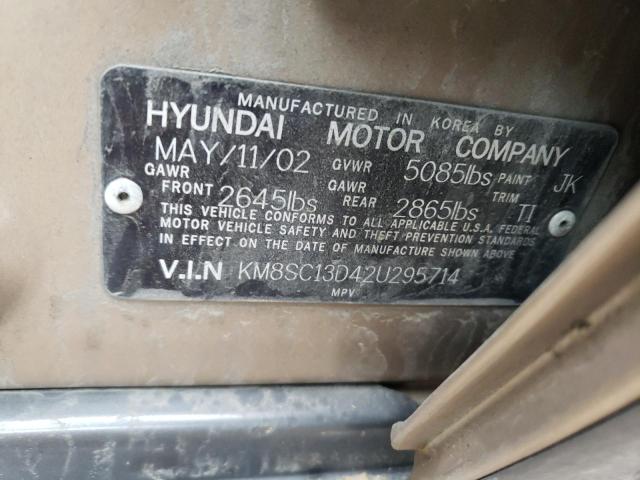 MANUFACTURED IN KOREA BY
HYUNDAI MOTOR COMPANY
MAY/11/02 GVWR 5085lbs PAINT JK
GAWR FRONT 2645lbs GAWR REAR 2865lbs TRIM TI
THIS VEHICLE CONFORMS TO ALL APPLICABLE U.S.A. FEDERAL
MOTOR VEHICLE SAFETY AND THEFT PREVENTION STANDARDS
IN EFFECT ON THE DATE OF MANUFACTURE SHOWN ABOVE
V.I.N KM8SC13D42U295714
MPV